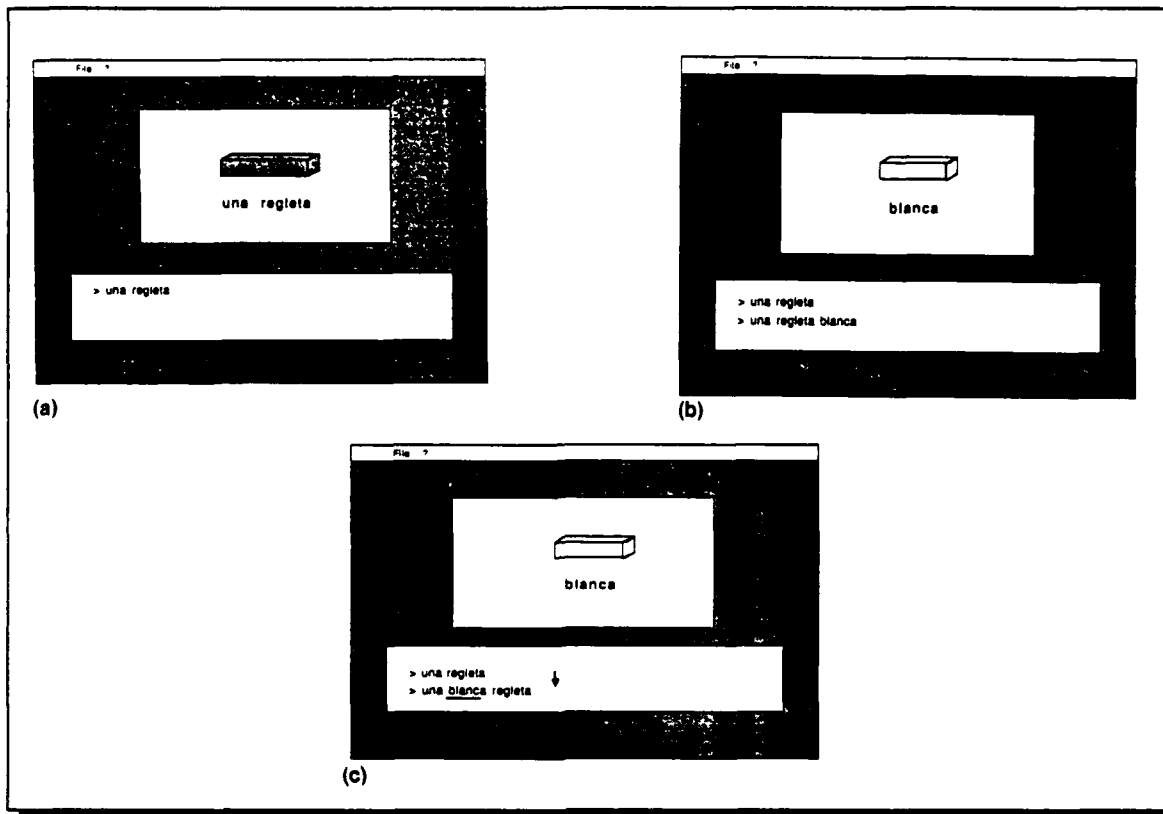 File ?
una regleta
> una regleta
(a)
File ?
blanca
> una regleta
> una regleta blanca
(b)
File ?
blanca
> una regleta
> una blanca regleta
(c)